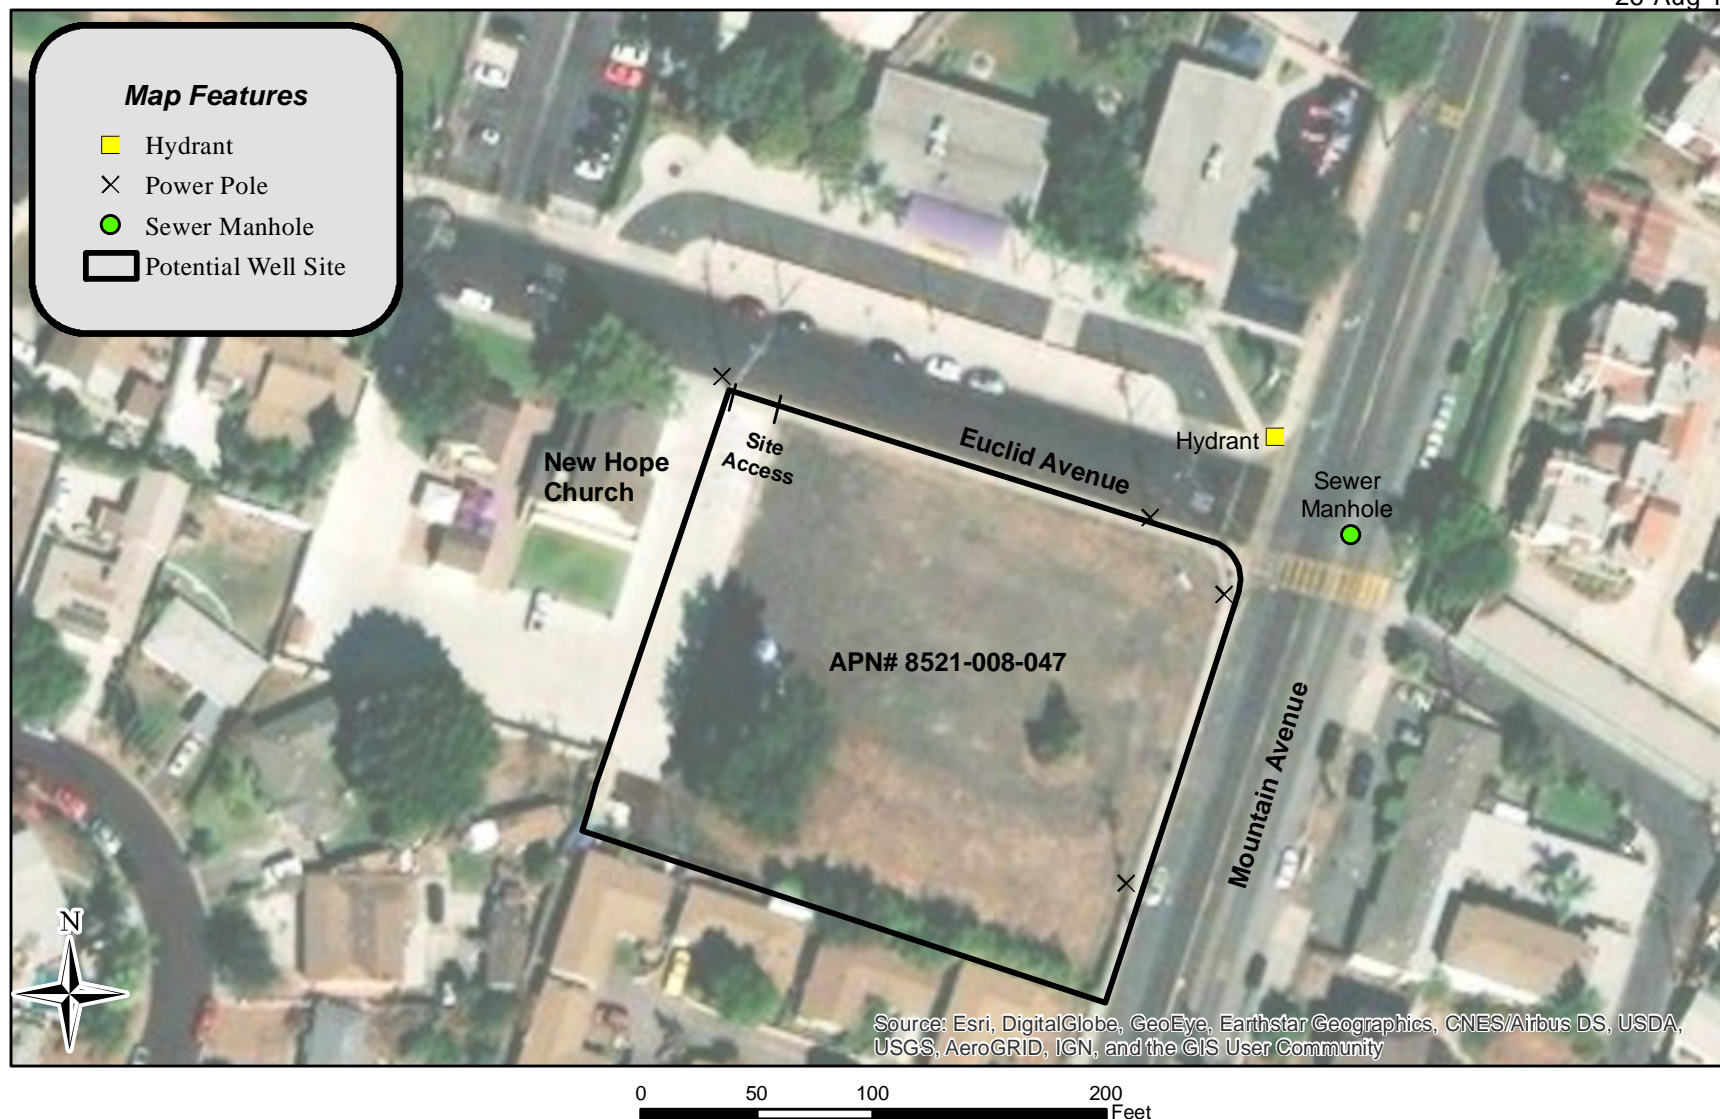 Map Features
Hydrant
Power Pole
Sewer Manhole
Potential Well Site
Site
Access
Euclid Avenue
New Hope
Church
Hydrant
Sewer
Manhole
APN# 8521-008-047
Mountain Avenue
N
Source: Esri, DigitalGlobe, GeoEye, Earthstar Geographics, CNES/Airbus DS, USDA,
USGS, AeroGRID, IGN, and the GIS User Community
0 50 100 200
Feet